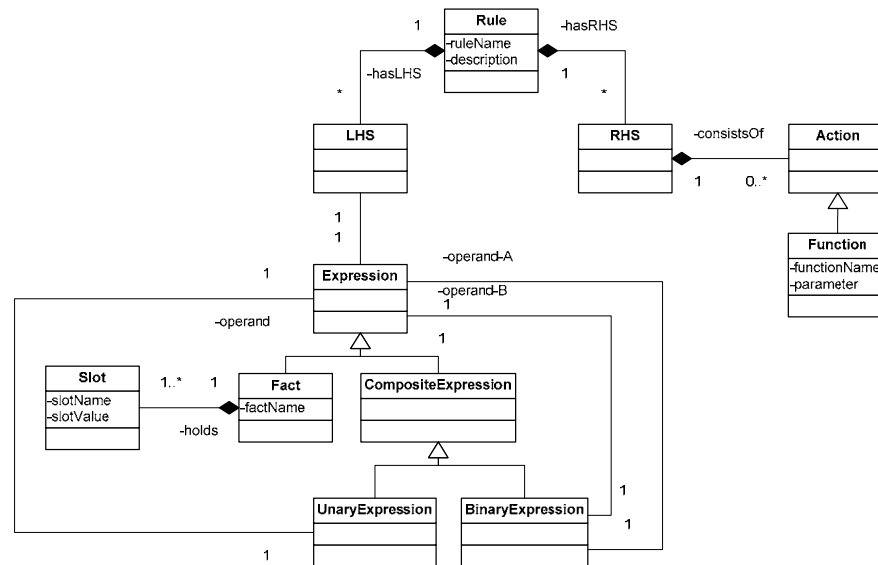 Rule
1
-hasRHS
-ruleName
-description
-hasLHS
1
*
*
LHS
RHS
-consistsOf
Action
1
0..*
1
1
Function
-functionName
-parameter
-operand-A
1
Expression
-operand-B
1
-operand
1
Slot
-slotName
-slotValue
1..*
1
Fact
-factName
CompositeExpression
-holds
UnaryExpression
BinaryExpression
1
1
1